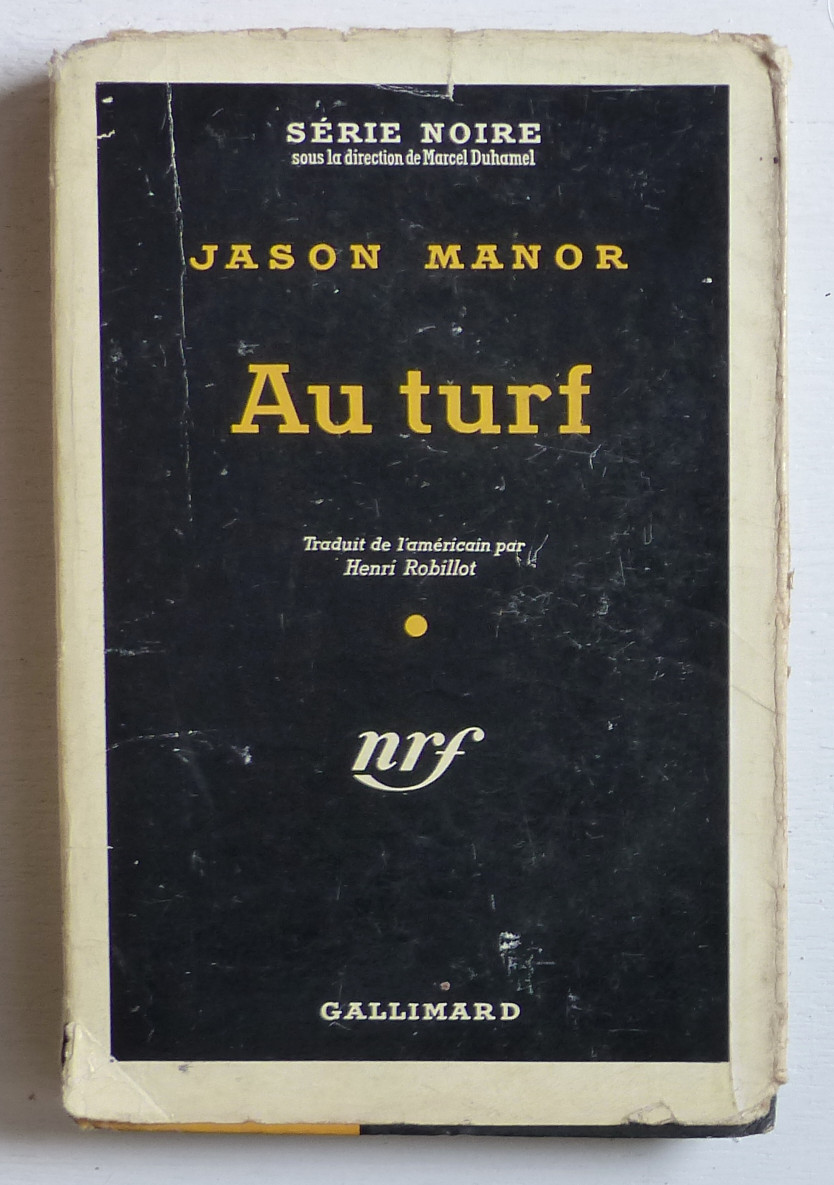 SÉRIE NOIRE
sous la direction de Marcel Duhamel
JASON MANOR
Au turf
Traduit de l'américain par
Henri Robillot
nrf
GALLIMARD